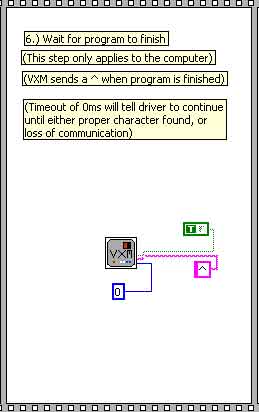 6.) Wait for program to finish
(This step only applies to the computer)
(VXM sends a ^ when program is finished)
(Timeout of 0ms will tell driver to continue
until either proper character found, or
loss of communication)
T F
VXM
^
0